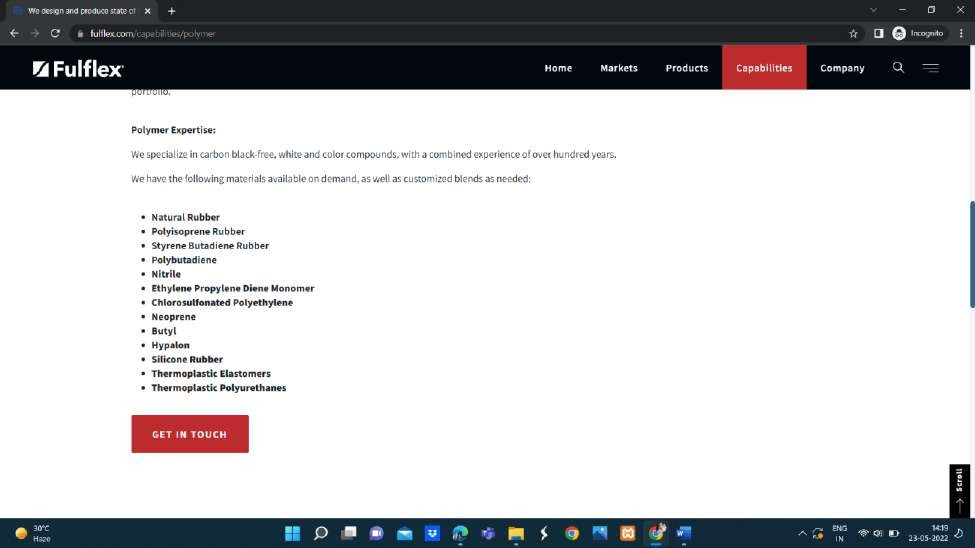 We design and produce state of
fulflex.com/capabilities/polymer
Incognito
Fulflex
Home
Markets
Products
Capabilities
Company
portfolio.
Polymer Expertise:
We specialize in carbon black-free, white and color compounds, with a combined experience of over hundred years.
We have the following materials available on demand, as well as customized blends as needed:
• Natural Rubber
• Polyisoprene Rubber
• Styrene Butadiene Rubber
• Polybutadiene
• Nitrile
• Ethylene Propylene Diene Monomer
• Chlorosulfonated Polyethylene
• Neoprene
• Butyl
• Hypalon
• Silicone Rubber
• Thermoplastic Elastomers
• Thermoplastic Polyurethanes
GET IN TOUCH
Scroll
30°C
Haze
ENG
IN
14:19
23-05-2022